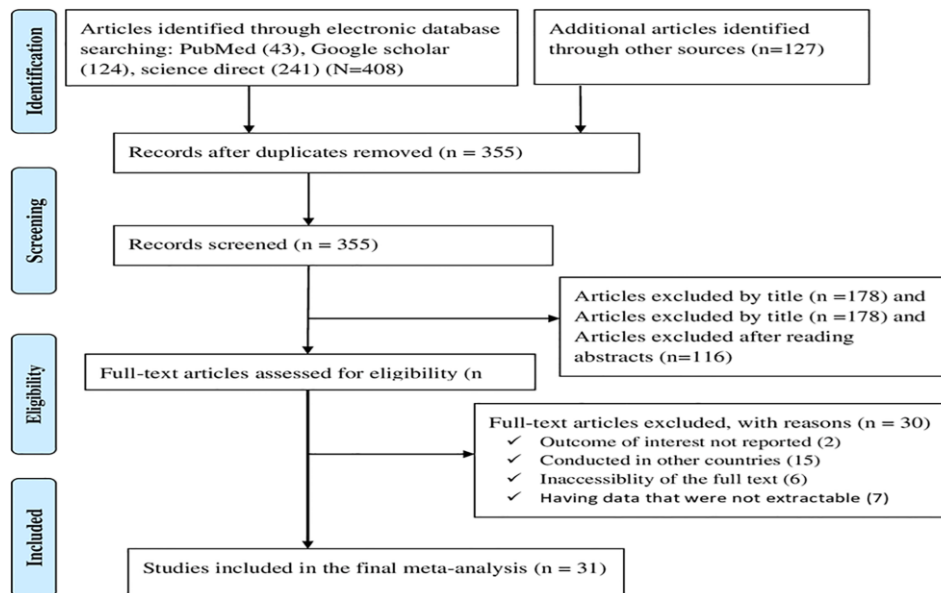 Identification
Articles identified through electronic database
searching: PubMed (43), Google scholar
(124), science direct (241) (N=408)
Additional articles identified
through other sources (n=127)
Records after duplicates removed (n = 355)
Screening
Records screened (n = 355)
Articles excluded by title (n =178) and
Articles excluded by title (n =178) and
Articles excluded after reading
abstracts (n=116)
Eligibility
Full-text articles assessed for eligibility (n
Full-text articles excluded, with reasons (n = 30)
✓ Outcome of interest not reported (2)
✓ Conducted in other countries (15)
✓ Inaccessiblity of the full text (6)
✓ Having data that were not extractable (7)
Included
Studies included in the final meta-analysis (n = 31)